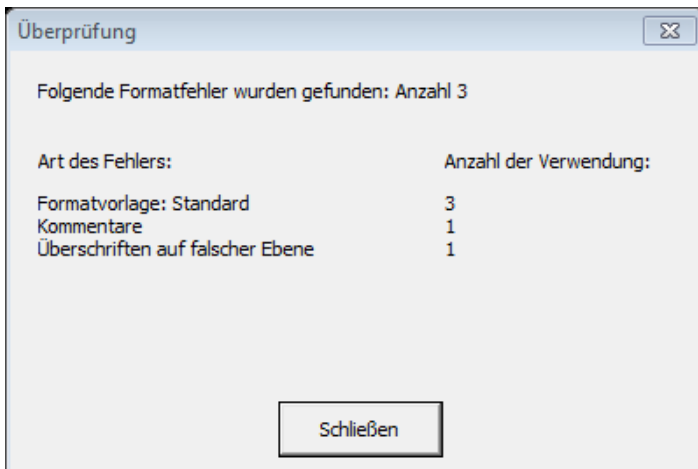 Überprüfung
Folgende Formatfehler wurden gefunden: Anzahl 3
Art des Fehlers: Anzahl der Verwendung:
Formatvorlage: Standard 3
Kommentare 1
Überschriften auf falscher Ebene 1
Schließen